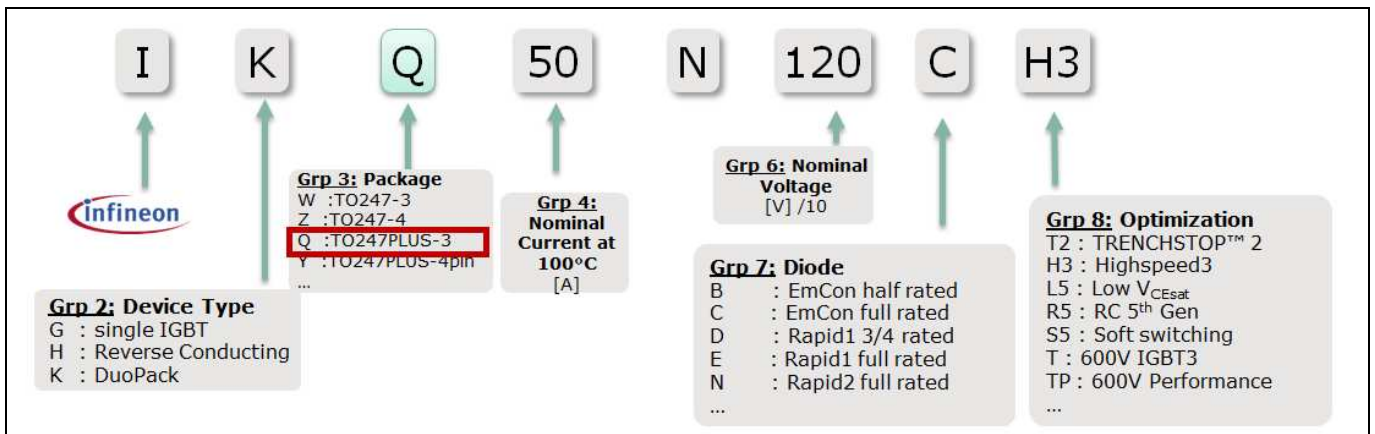 I K Q 50 N 120 C H3
infineon
Grp 2: Device Type
G : single IGBT
H : Reverse Conducting
K : DuoPack
Grp 3: Package
W :TO247-3
Z :TO247-4
Q :TO247PLUS-3
Y :TO247PLUS-4pin
...
Grp 4:
Nominal
Current at
100°C
[A]
Grp 6: Nominal
Voltage
[V] /10
Grp 7: Diode
B : EmCon half rated
C : EmCon full rated
D : Rapid1 3/4 rated
E : Rapid1 full rated
N : Rapid2 full rated
...
Grp 8: Optimization
T2 : TRENCHSTOP™ 2
H3 : Highspeed3
L5 : Low VCEsat
R5 : RC 5th Gen
S5 : Soft switching
T : 600V IGBT3
TP : 600V Performance
...